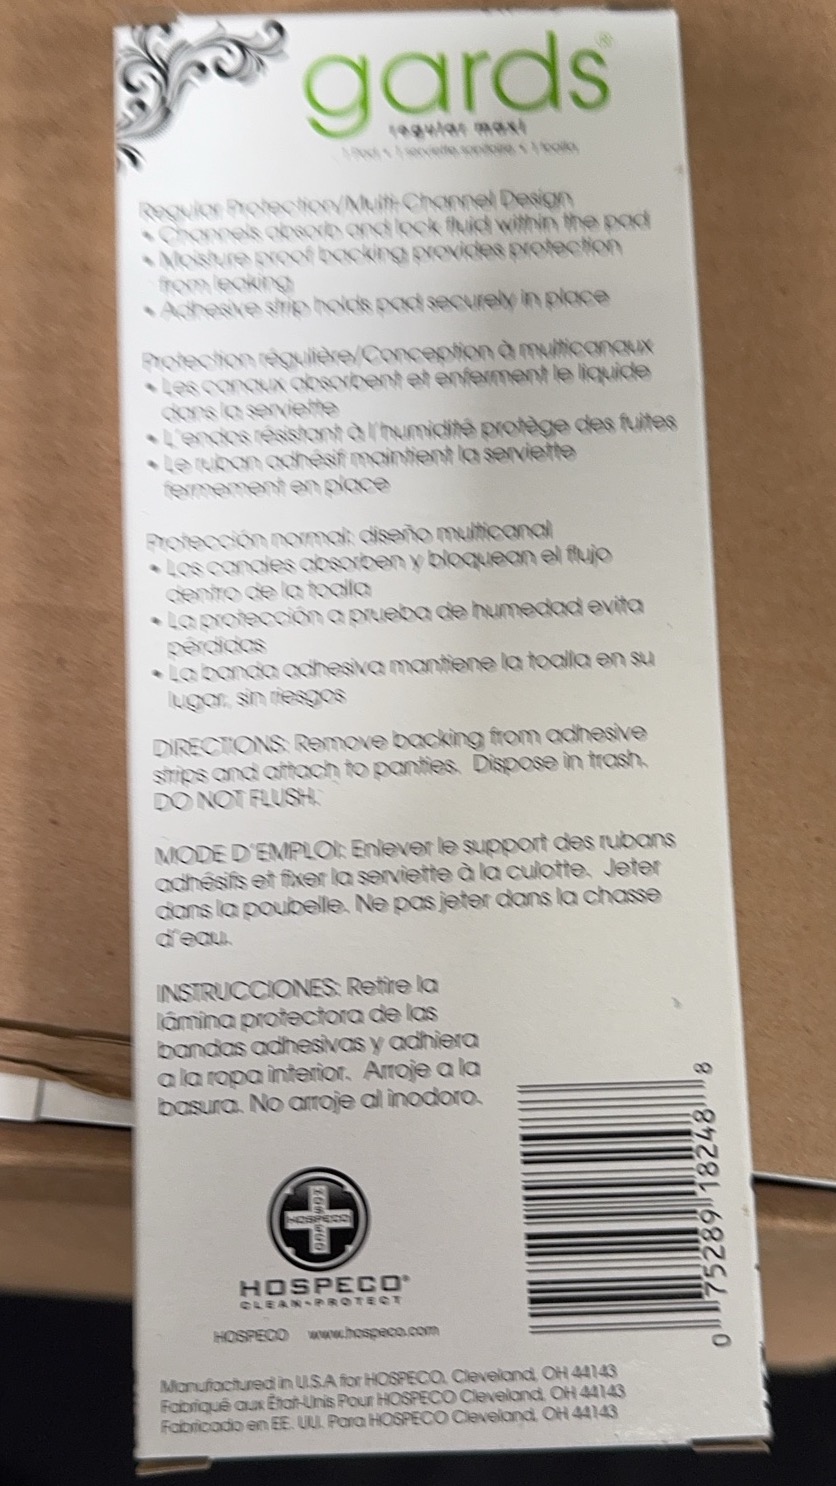 gards®
regular maxi
1 Pad • 1 serviette sanitaire • 1 toalla
Regular Protection/Multi-Channel Design
• Channels absorb and lock fluid within the pad
• Moisture proof backing provides protection
from leaking
• Adhesive strip holds pad securely in place
Protection régulière/Conception à multicanaux
• Les canaux absorbent et enferment le liquide
dans la serviette
• L'endos résistant à l'humidité protège des fuites
• Le ruban adhésif maintient la serviette
fermement en place
Protección normal: diseño multicanal
• Los canales absorben y bloquean el flujo
dentro de la toalla
• La protección a prueba de humedad evita
pérdidas
• La banda adhesiva mantiene la toalla en su
lugar, sin riesgos
DIRECTIONS: Remove backing from adhesive
strips and attach to panties. Dispose in trash.
DO NOT FLUSH.
MODE D'EMPLOI: Enlever le support des rubans
adhésifs et fixer la serviette à la culotte. Jeter
dans la poubelle. Ne pas jeter dans la chasse
d'eau.
INSTRUCCIONES: Retire la
lámina protectora de las
bandas adhesivas y adhiera
a la ropa interior. Arroje a la
basura. No arroje al inodoro.
0 75289 18248 8
HOSPECO
HOSPECO®
CLEAN•PROTECT
HOSPECO www.hospeco.com
Manufactured in U.S.A for HOSPECO, Cleveland, OH 44143
Fabriqué aux État-Unis Pour HOSPECO Cleveland, OH 44143
Fabricado en EE. UU. Para HOSPECO Cleveland, OH 44143